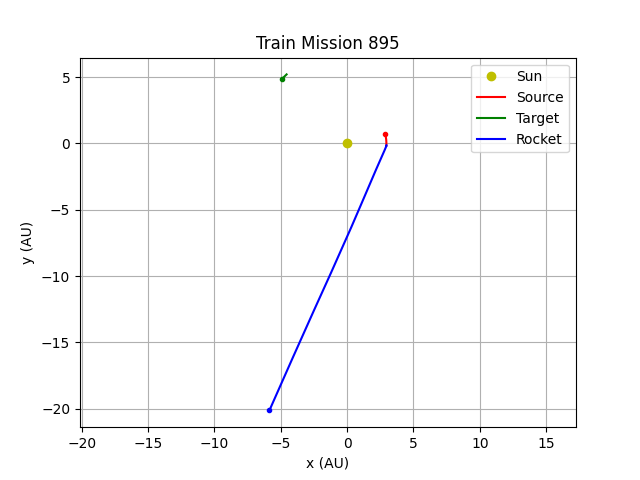 Train Mission 895
Sun
Source
Target
Rocket
5
0
−5
−10
−15
−20
y (AU)
−20 −15 −10 −5 0 5 10 15
x (AU)